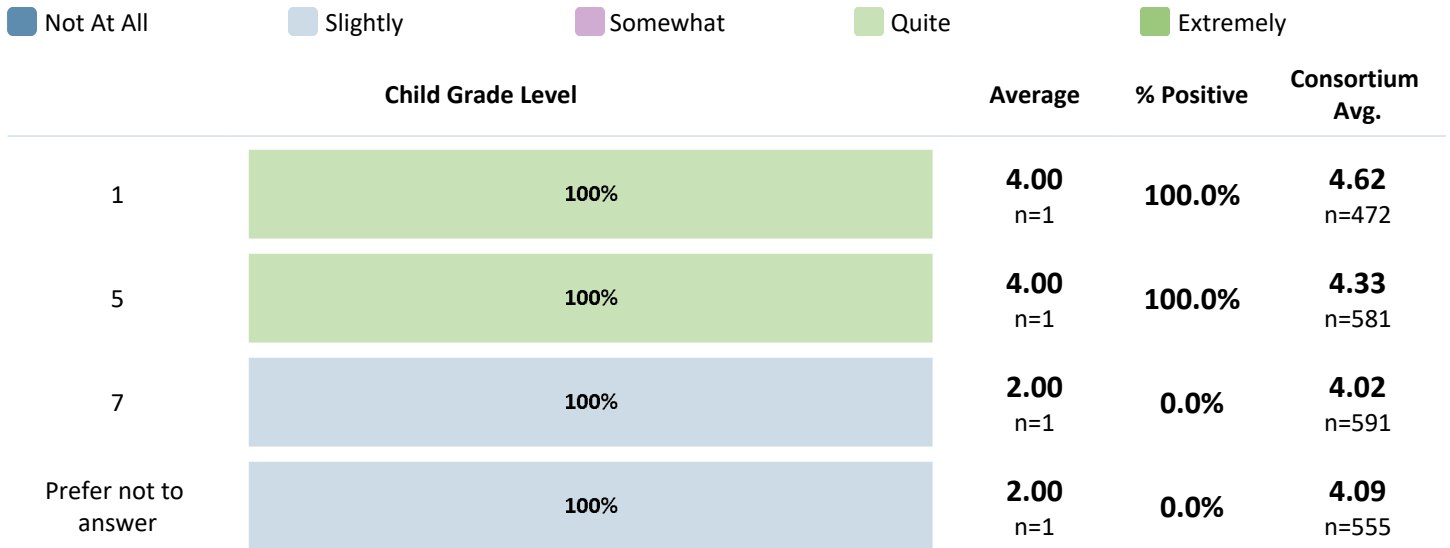 Not At All Slightly Somewhat Quite Extremely
Child Grade Level Average % Positive Consortium
Avg.
1 100% 4.00 100.0% 4.62
n=1 n=472
5 100% 4.00 100.0% 4.33
n=1 n=581
7 100% 2.00 0.0% 4.02
n=1 n=591
Prefer not to
answer 100% 2.00 0.0% 4.09
n=1 n=555